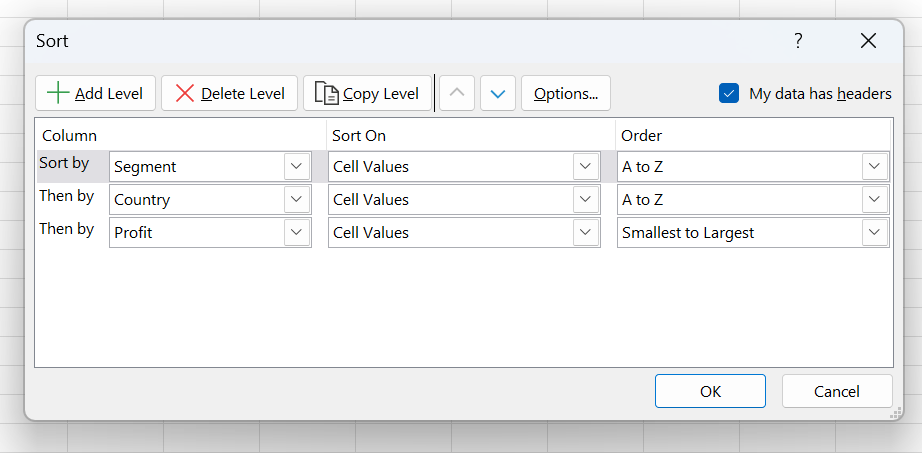 Sort ?
Add Level Delete Level Copy Level Options... My data has headers
Column Sort On Order
Sort by Segment Cell Values A to Z
Then by Country Cell Values A to Z
Then by Profit Cell Values Smallest to Largest
OK Cancel